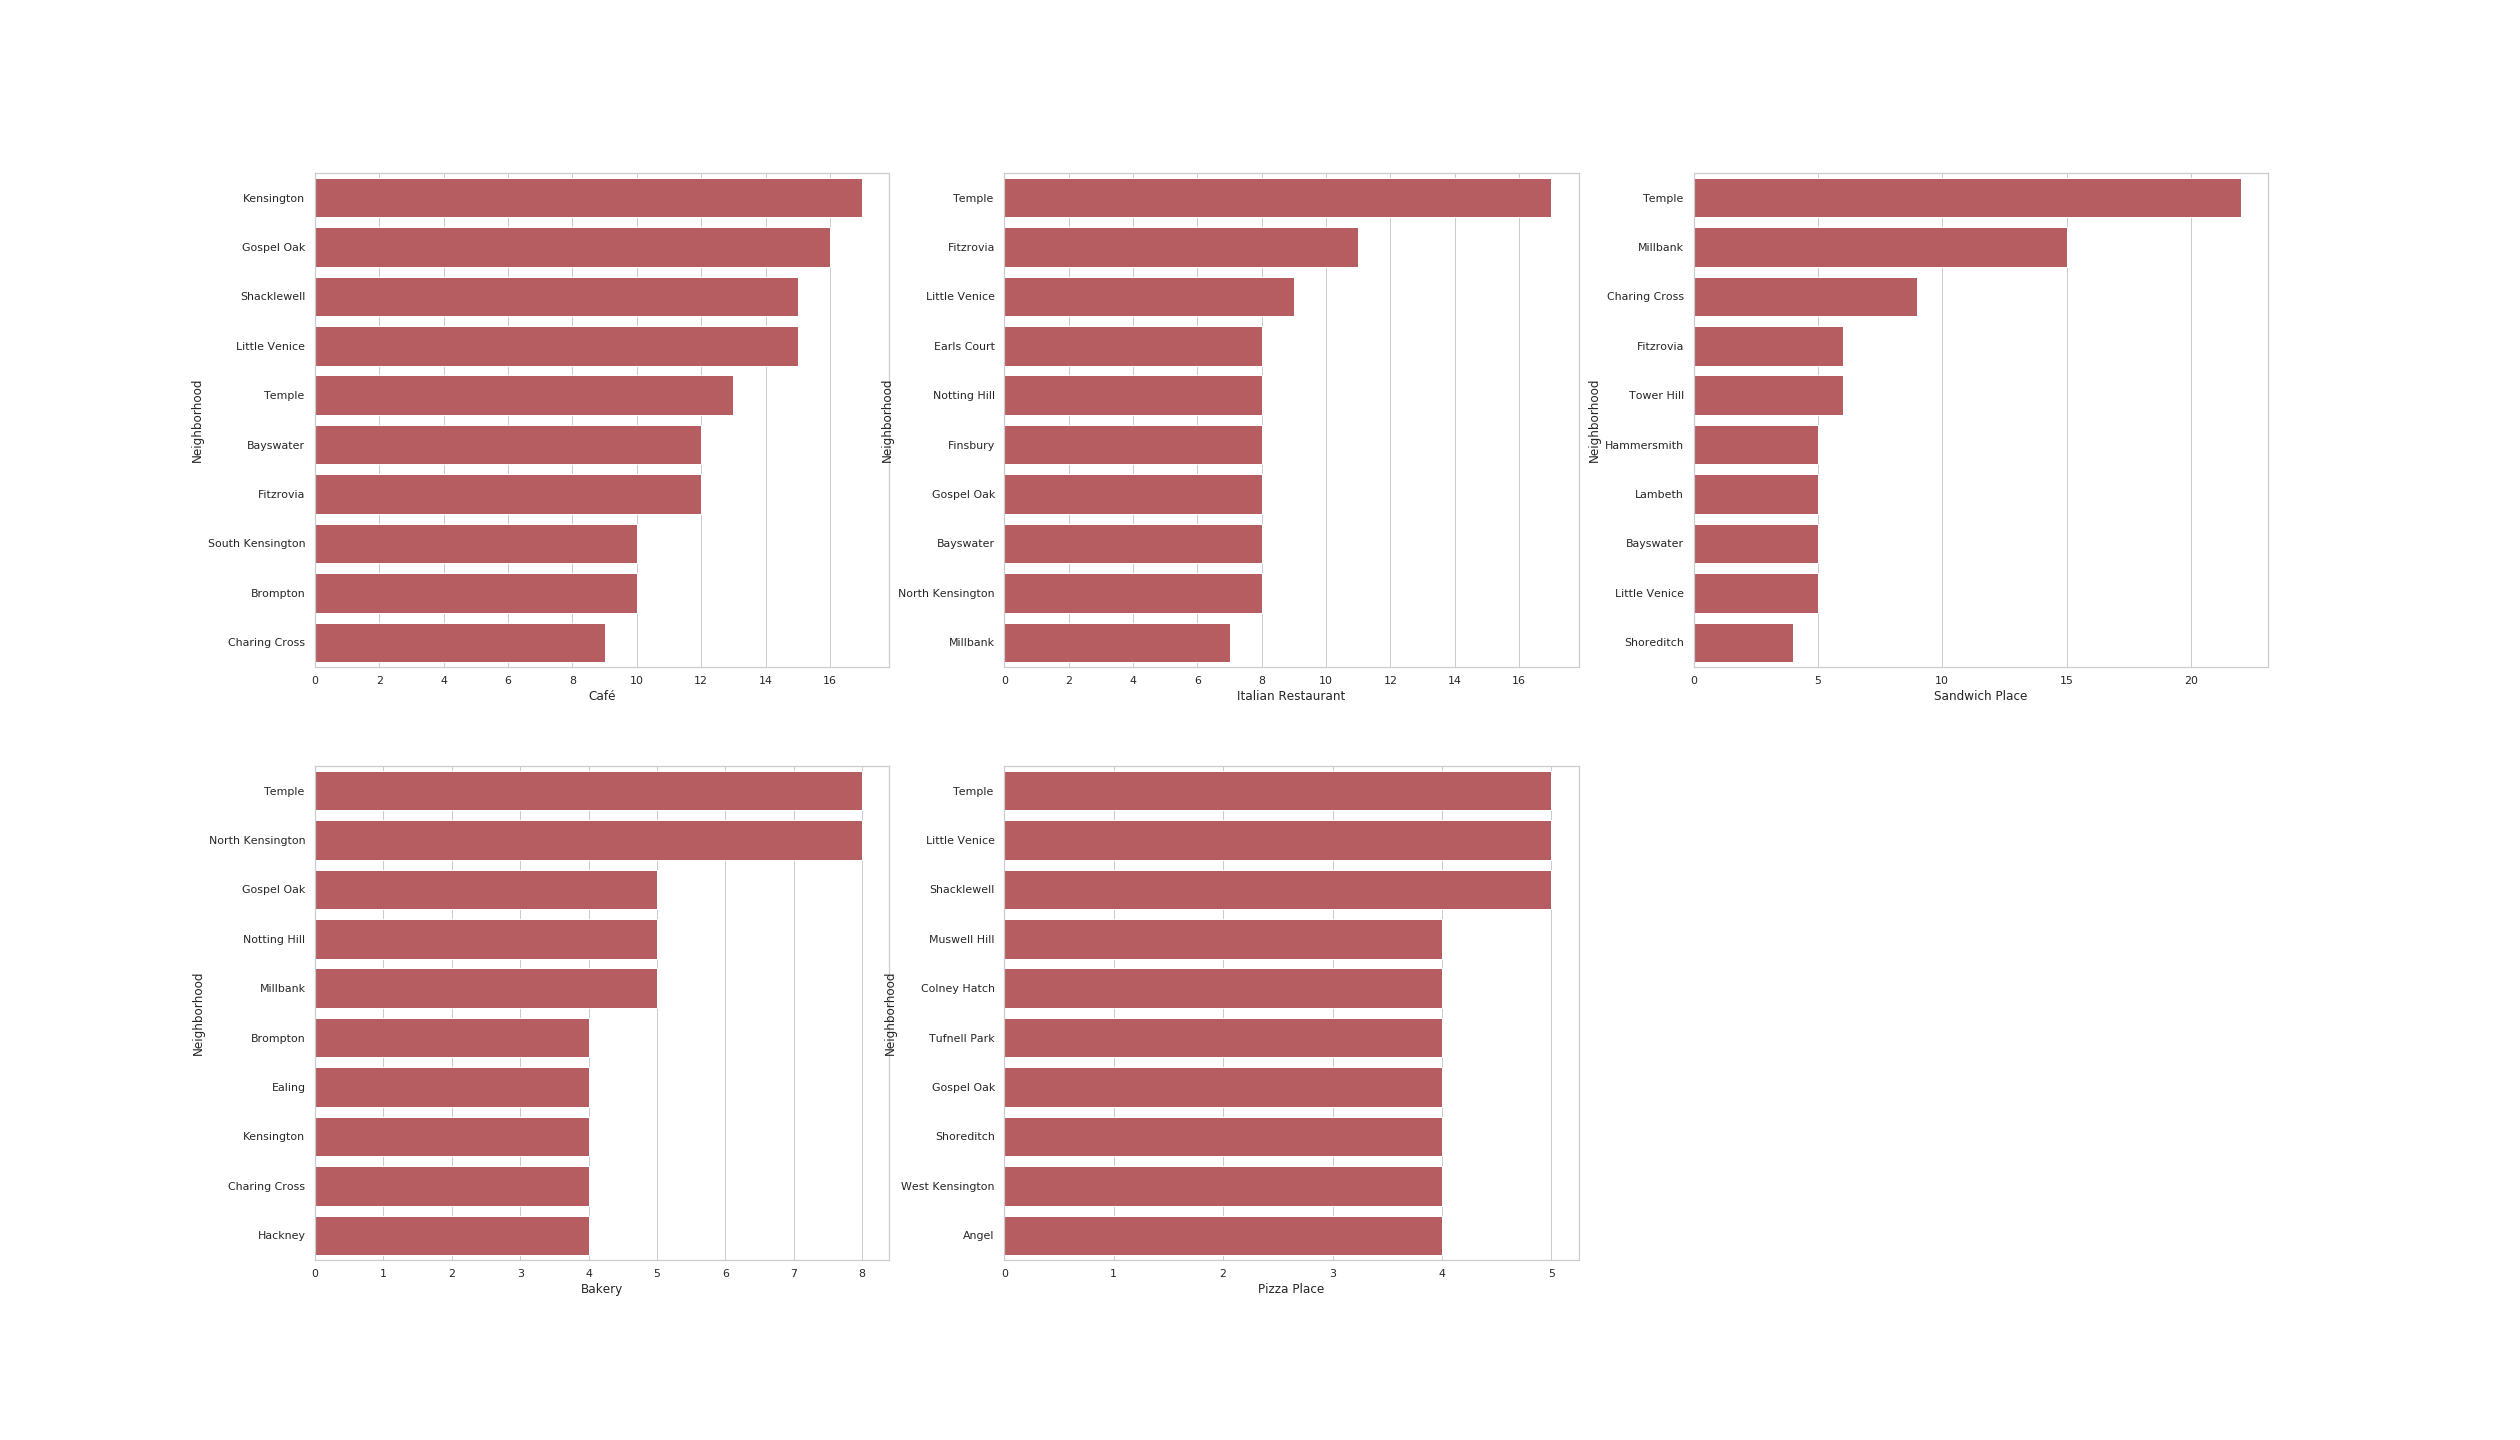 Neighborhood
Kensington
Gospel Oak
Shacklewell
Little Venice
Temple
Bayswater
Fitzrovia
South Kensington
Brompton
Charing Cross
0 2 4 6 8 10 12 14 16
Café
Neighborhood
Temple
Fitzrovia
Little Venice
Earls Court
Notting Hill
Finsbury
Gospel Oak
Bayswater
North Kensington
Millbank
0 2 4 6 8 10 12 14 16
Italian Restaurant
Neighborhood
Temple
Millbank
Charing Cross
Fitzrovia
Tower Hill
Hammersmith
Lambeth
Bayswater
Little Venice
Shoreditch
0 5 10 15 20
Sandwich Place
Neighborhood
Temple
North Kensington
Gospel Oak
Notting Hill
Millbank
Brompton
Ealing
Kensington
Charing Cross
Hackney
0 1 2 3 4 5 6 7 8
Bakery
Neighborhood
Temple
Little Venice
Shacklewell
Muswell Hill
Colney Hatch
Tufnell Park
Gospel Oak
Shoreditch
West Kensington
Angel
0 1 2 3 4 5
Pizza Place